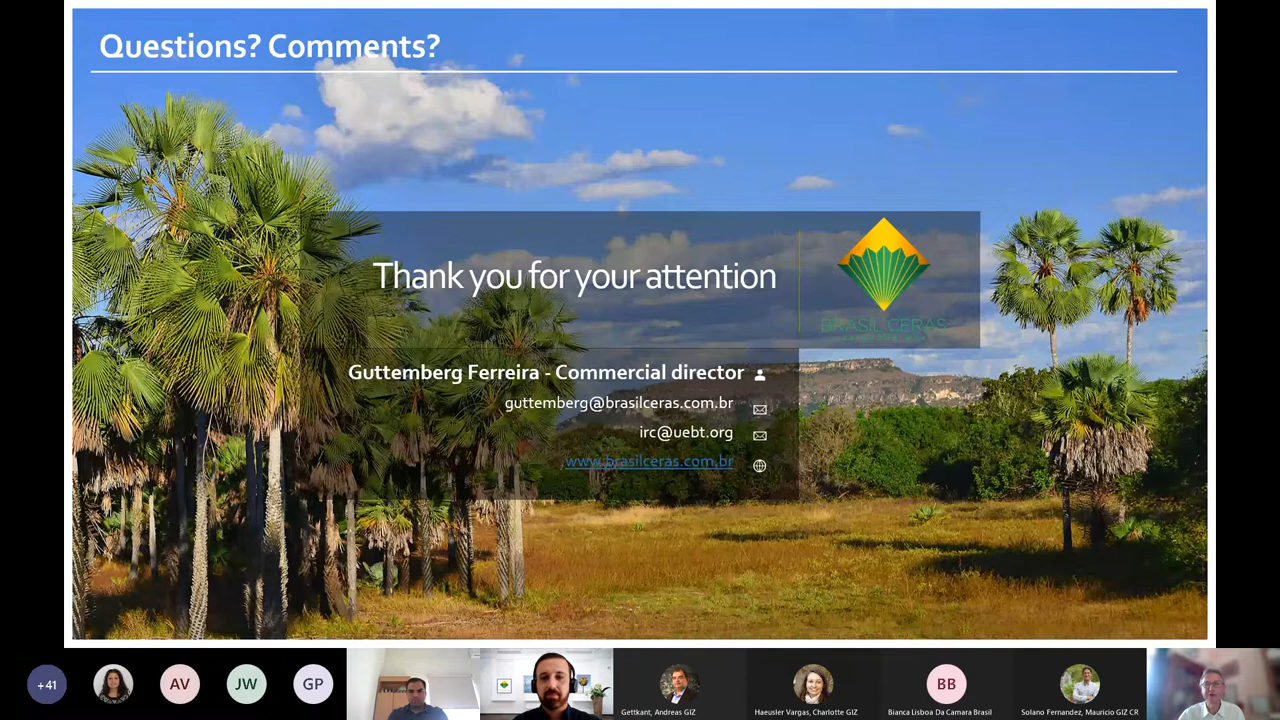 Questions? Comments?
Thank you for your attention
BRASIL CERAS
Guttemberg Ferreira - Commercial director
guttemberg@brasilceras.com.br
irc@uebt.org
www.brasilceras.com.br
+41
AV
JW
GP
Gettkant, Andreas GIZ
Haeusler Vargas, Charlotte GIZ
BB
Bianca Lisboa Da Camara Brasil
Solano Fernandez, Mauricio GIZ CR